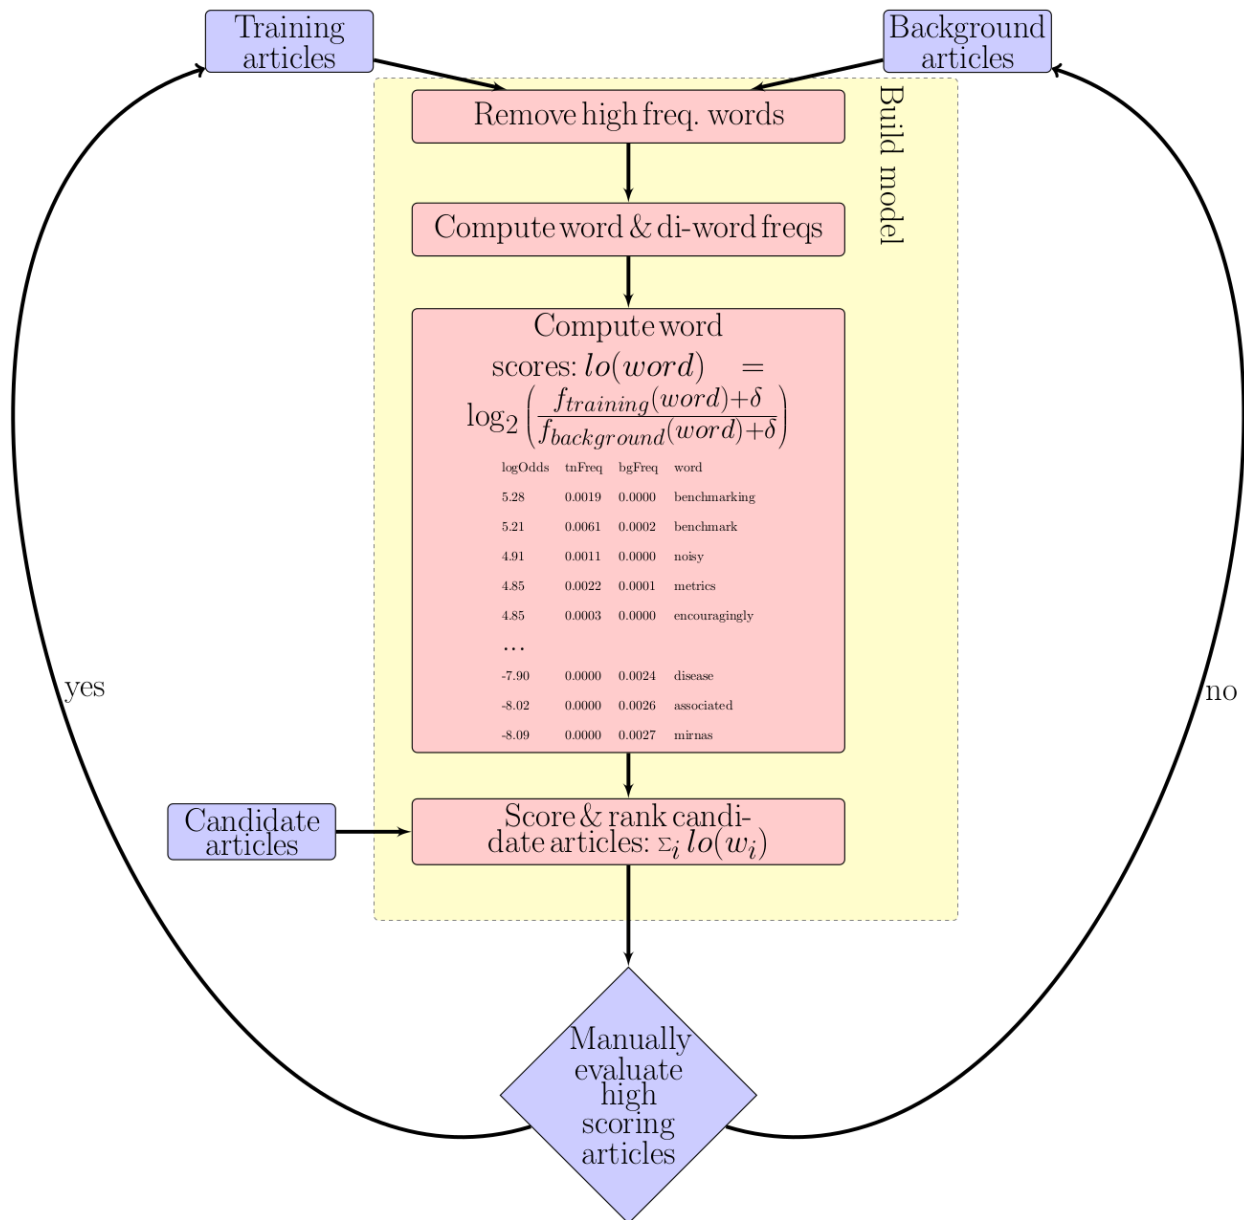 Training
articles
Background
articles
Build model
Remove high freq. words
Compute word & di-word freqs
Compute word
scores: lo(word) =
log₂ ( f_training(word)+δ / f_background(word)+δ )
logOdds tnFreq bgFreq word
5.28 0.0019 0.0000 benchmarking
5.21 0.0061 0.0002 benchmark
4.91 0.0011 0.0000 noisy
4.85 0.0022 0.0001 metrics
4.85 0.0003 0.0000 encouragingly
...
-7.90 0.0000 0.0024 disease
-8.02 0.0000 0.0026 associated
-8.09 0.0000 0.0027 mirnas
yes
no
Candidate
articles
Score & rank candi-
date articles: Σᵢ lo(wᵢ)
Manually
evaluate
high
scoring
articles